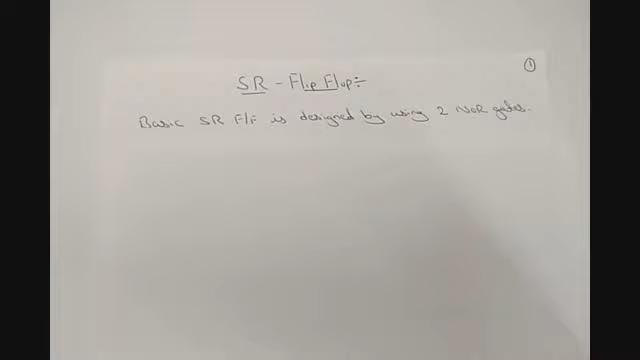 ①
SR - Flip Flop:-
Basic SR F/F is designed by using 2 NOR gates.